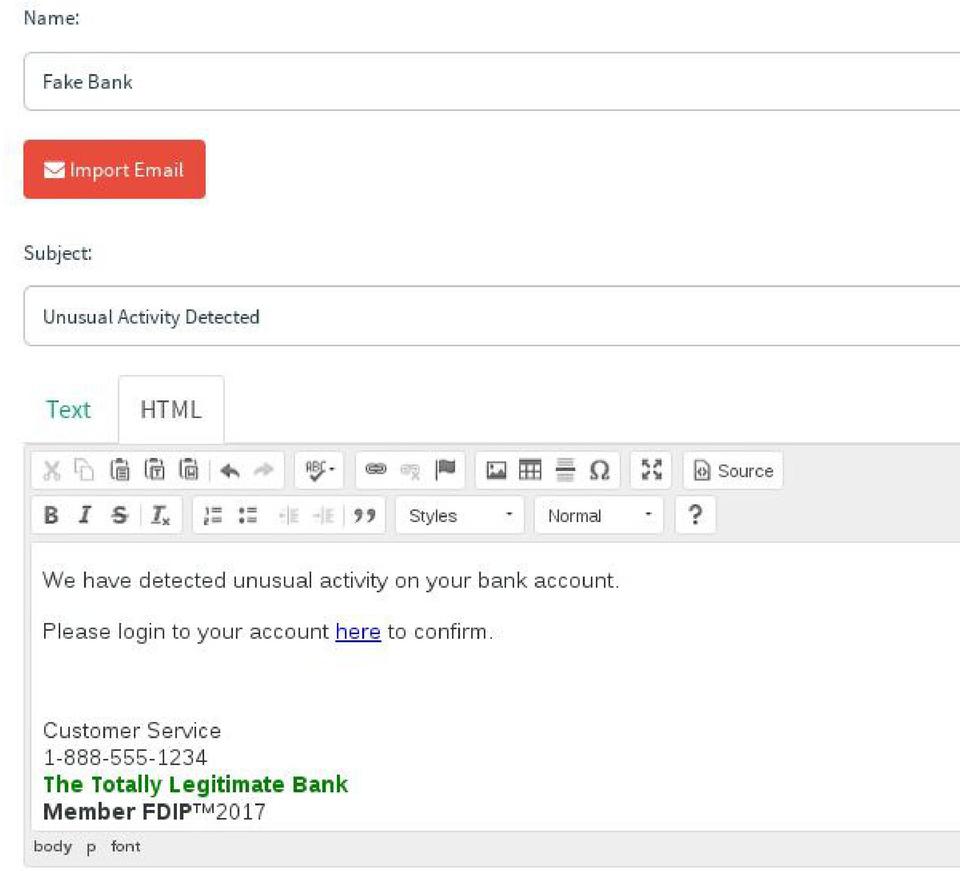 Name:
Fake Bank
Import Email
Subject:
Unusual Activity Detected
Text HTML
ABC Source
B I S Ix Styles Normal ?
We have detected unusual activity on your bank account.
Please login to your account here to confirm.
Customer Service
1-888-555-1234
The Totally Legitimate Bank
Member FDIP™2017
body p font